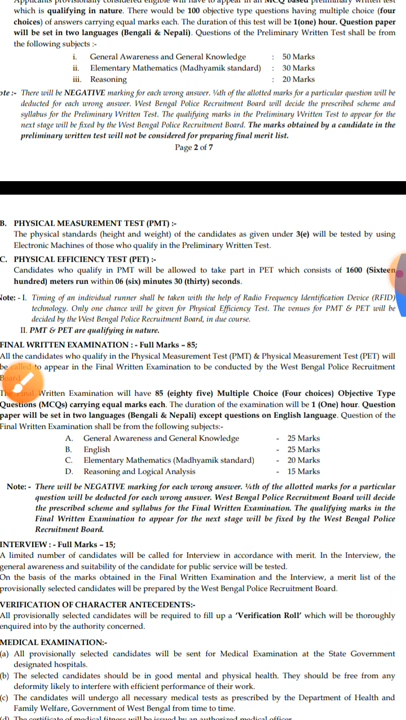 Applicants provisionally considered eligible will have to appear in an MCQ based preliminary written test
which is qualifying in nature. There would be 100 objective type questions having multiple choice (four
choices) of answers carrying equal marks each. The duration of this test will be 1(one) hour. Question paper
will be set in two languages (Bengali & Nepali). Questions of the Preliminary Test shall be from
the following subjects :-
i. General Awareness and General Knowledge : 50 Marks
ii. Elementary Mathematics (Madhyamik standard) : 30 Marks
iii. Reasoning : 20 Marks
ote :- There will be NEGATIVE marking for each wrong answer. ¼th of the allotted marks for a particular question will be
deducted for each wrong answer. West Bengal Police Recruitment Board will decide the prescribed scheme and
syllabus for the Preliminary Written Test. The qualifying marks in the Preliminary Written Test to appear for the
next stage will be fixed by the West Bengal Police Recruitment Board. The marks obtained by a candidate in the
preliminary written test will not be considered for preparing final merit list.
Page 2 of 7
B. PHYSICAL MEASUREMENT TEST (PMT) :-
The physical standards (height and weight) of the candidates as given under 3(e) will be tested by using
Electronic Machines of those who qualify in the Preliminary Written Test.
C. PHYSICAL EFFICIENCY TEST (PET) :-
Candidates who qualify in PMT will be allowed to take part in PET which consists of 1600 (Sixteen
hundred) meters run within 06 (six) minutes 30 (thirty) seconds.
Note: - I. Timing of an individual runner shall be taken with the help of Radio Frequency Identification Device (RFID)
technology. Only one chance will be given for Physical Efficiency Test. The venues for PMT & PET will be
decided by the West Bengal Police Recruitment Board, in due course.
II. PMT & PET are qualifying in nature.
FINAL WRITTEN EXAMINATION : - Full Marks – 85;
All the candidates who qualify in the Physical Measurement Test (PMT) & Physical Measurement Test (PET) will
be to appear in the Final Written Examination to be conducted by the West Bengal Police Recruitment
Written Examination will have 85 (eighty five) Multiple Choice (Four choices) Objective Type
Questions (MCQs) carrying equal marks each. The duration of the examination will be 1 (One) hour. Question
paper will be set in two languages (Bengali & Nepali) except questions on English language. Question of the
Final Written Examination shall be from the following subjects:-
A. General Awareness and General Knowledge - 25 Marks
B. English - 25 Marks
C. Elementary Mathematics (Madhyamik standard) - 20 Marks
D. Reasoning and Logical Analysis - 15 Marks
Note: - There will be NEGATIVE marking for each wrong answer. ¼th of the allotted marks for a particular
question will be deducted for each wrong answer. West Bengal Police Recruitment Board will decide
the prescribed scheme and syllabus for the Final Written Examination. The qualifying marks in the
Final Written Examination to appear for the next stage will be fixed by the West Bengal Police
Recruitment Board.
INTERVIEW : - Full Marks – 15;
A limited number of candidates will be called for Interview in accordance with merit. In the Interview, the
general awareness and suitability of the candidate for public service will be tested.
On the basis of the marks obtained in the Final Written Examination and the Interview, a merit list of the
provisionally selected candidates will be prepared by the West Bengal Police Recruitment Board.
VERIFICATION OF CHARACTER ANTECEDENTS:-
All provisionally selected candidates will be required to fill up a ‘Verification Roll’ which will be thoroughly
enquired into by the authority concerned.
MEDICAL EXAMINATION:-
(a) All provisionally selected candidates will be sent for Medical Examination at the State Government
designated hospitals.
(b) The selected candidates should be in good mental and physical health. They should be free from any
deformity likely to interfere with efficient performance of their work.
(c) The candidates will undergo all necessary medical tests as prescribed by the Department of Health and
Family Welfare, Government of West Bengal from time to time.
(d) The certificate of medical fitness will be issued by an authorized medical officer